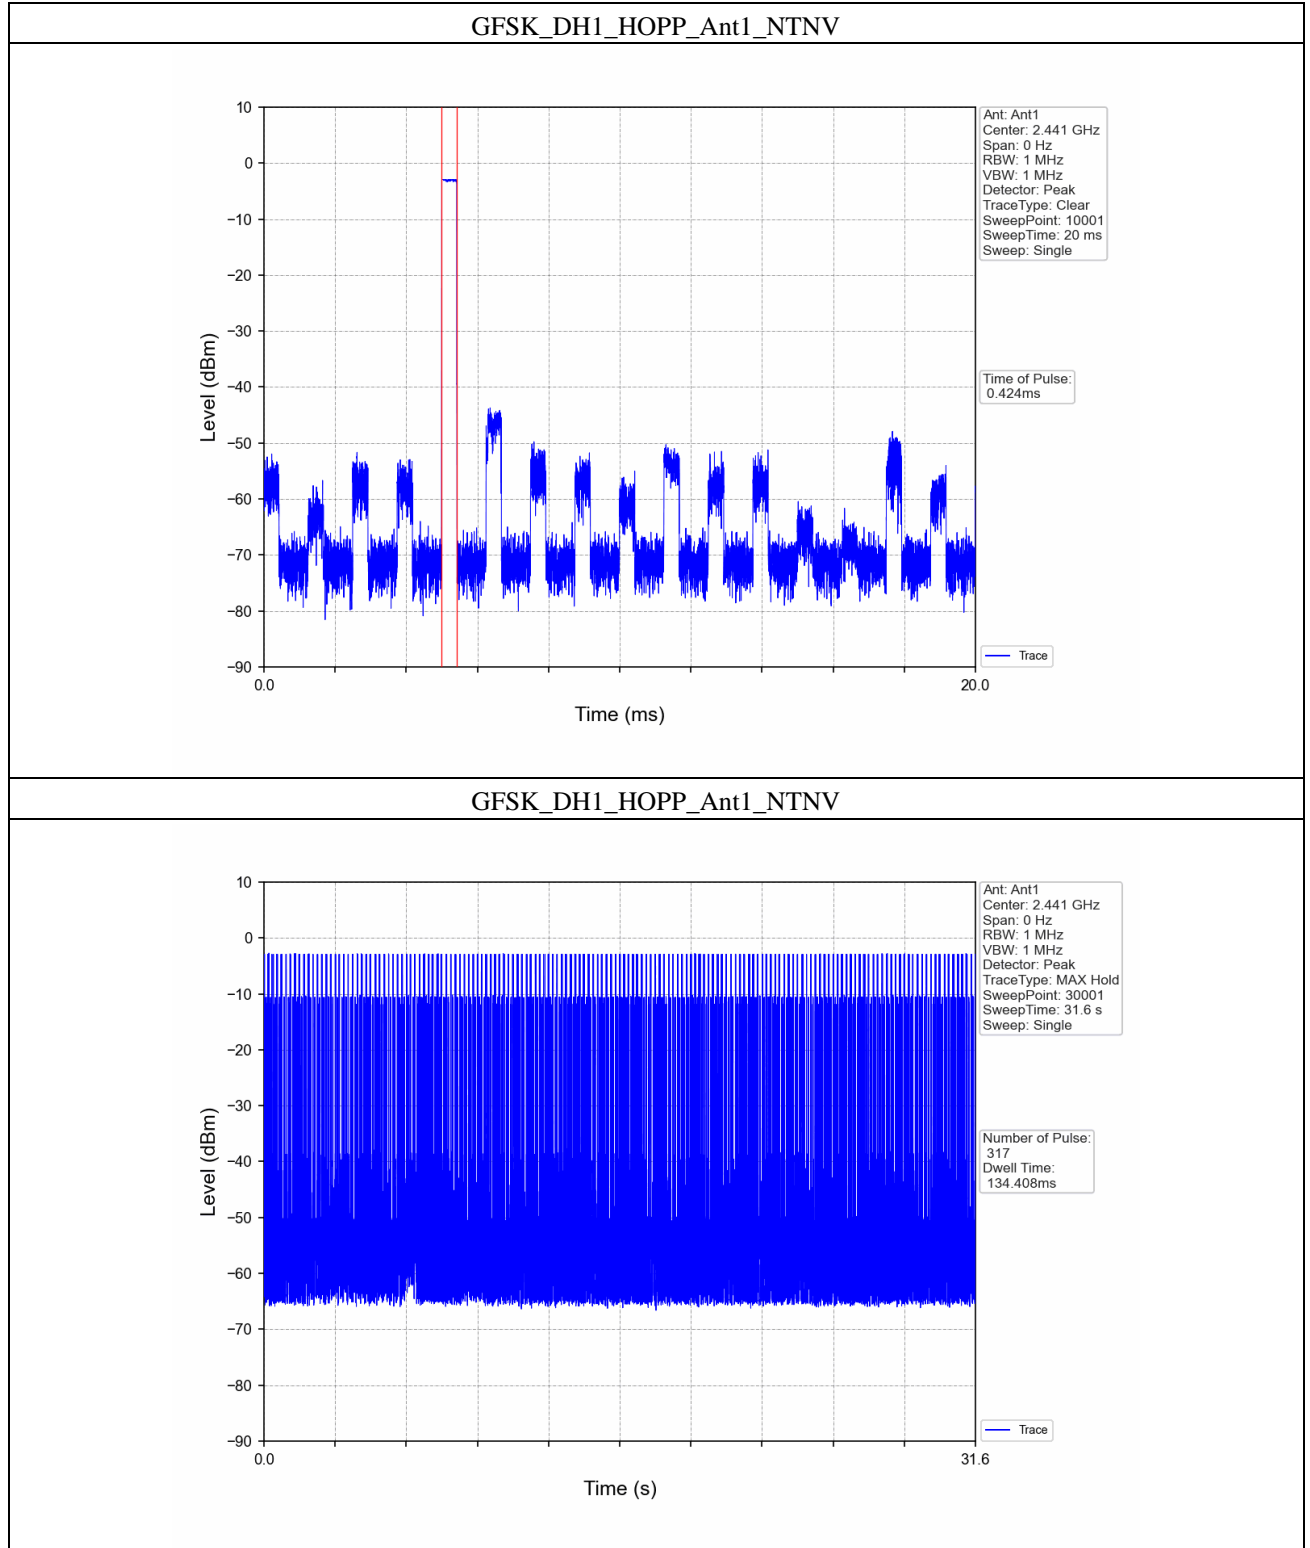 GFSK_DH1_HOPP_Ant1_NTNV
10
0
−10
−20
−30
−40
−50
−60
−70
−80
−90
Level (dBm)
0.0
20.0
Time (ms)
Ant: Ant1
Center: 2.441 GHz
Span: 0 Hz
RBW: 1 MHz
VBW: 1 MHz
Detector: Peak
TraceType: Clear
SweepPoint: 10001
SweepTime: 20 ms
Sweep: Single
Time of Pulse:
0.424ms
Trace
GFSK_DH1_HOPP_Ant1_NTNV
10
0
−10
−20
−30
−40
−50
−60
−70
−80
−90
Level (dBm)
0.0
31.6
Time (s)
Ant: Ant1
Center: 2.441 GHz
Span: 0 Hz
RBW: 1 MHz
VBW: 1 MHz
Detector: Peak
TraceType: MAX Hold
SweepPoint: 30001
SweepTime: 31.6 s
Sweep: Single
Number of Pulse:
317
Dwell Time:
134.408ms
Trace